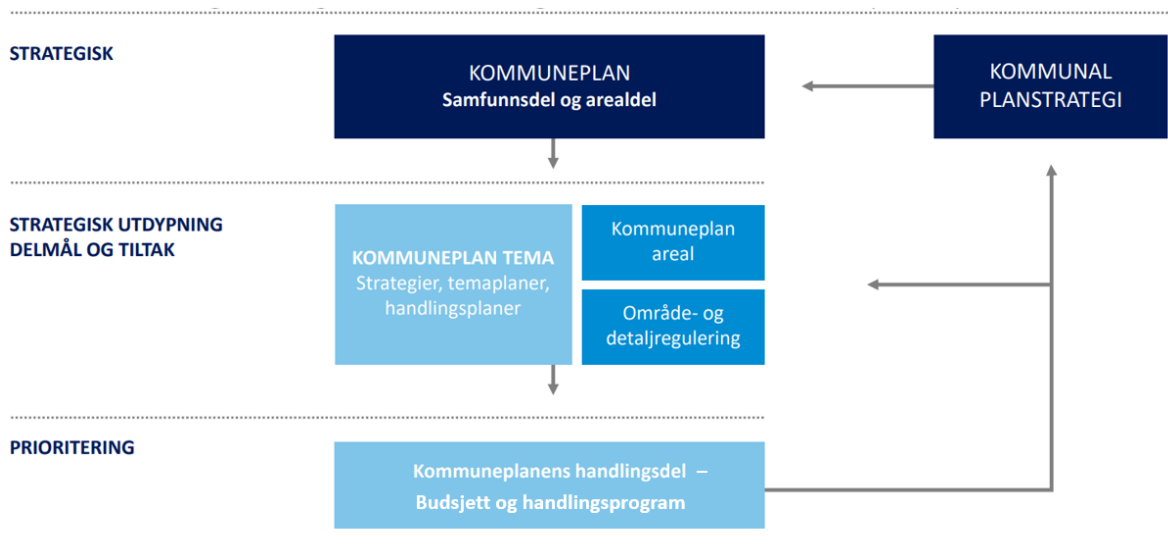 STRATEGISK
KOMMUNEPLAN
Samfunnsdel og arealdel
KOMMUNAL
PLANSTRATEGI
STRATEGISK UTDYPNING
DELMÅL OG TILTAK
KOMMUNEPLAN TEMA
Strategier, temaplaner,
handlingsplaner
Kommuneplan
areal
Område- og
detaljregulering
PRIORITERING
Kommuneplanens handlingsdel –
Budsjett og handlingsprogram